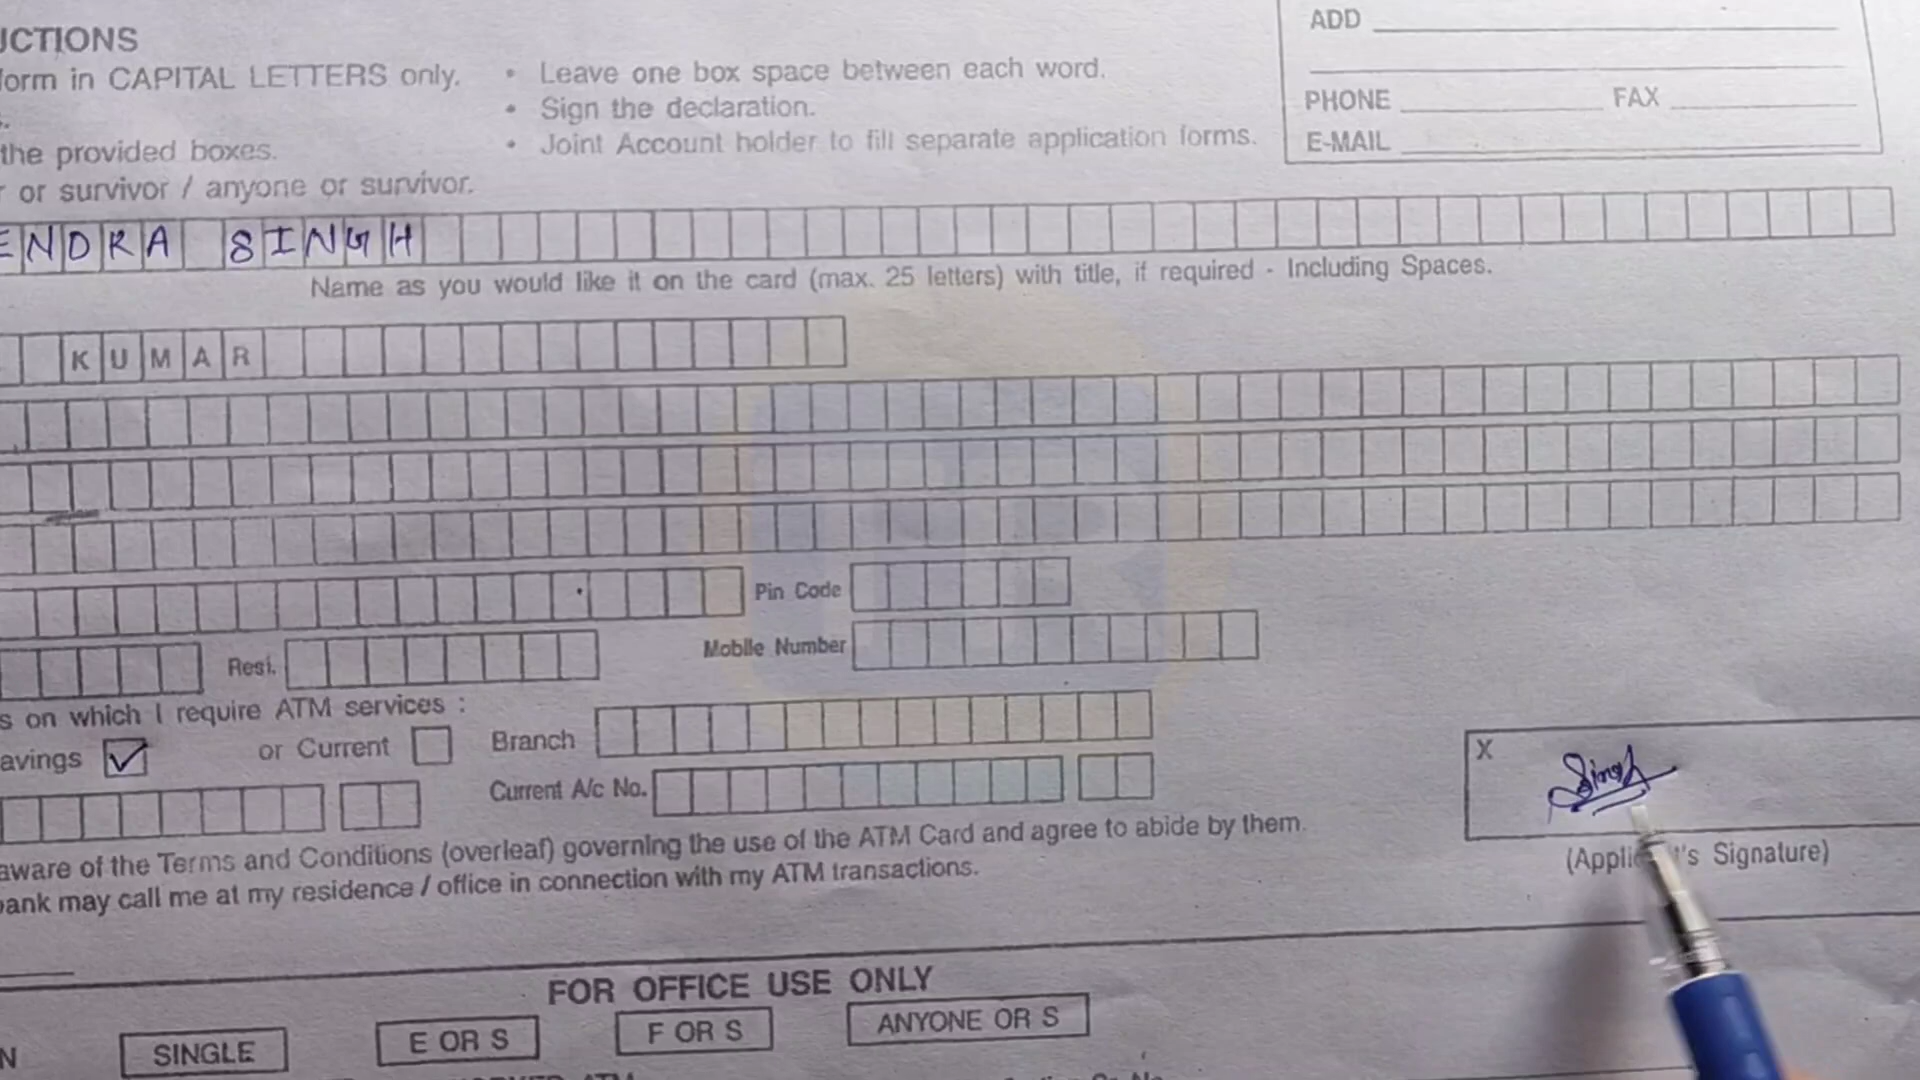 UCTIONS
ADD
orm in CAPITAL LETTERS only.
• Leave one box space between each word.
• Sign the declaration.
PHONE FAX
the provided boxes.
• Joint Account holder to fill separate application forms.
E-MAIL
r or survivor / anyone or survivor.
ENDRA SINGH
Name as you would like it on the card (max. 25 letters) with title, if required - Including Spaces.
KUMAR
Pin Code
Resi. Mobile Number
s on which I require ATM services :
avings ✓ or Current Branch
X Singh
Current A/c No.
aware of the Terms and Conditions (overleaf) governing the use of the ATM Card and agree to abide by them.
(Appli 's Signature)
bank may call me at my residence / office in connection with my ATM transactions.
FOR OFFICE USE ONLY
N SINGLE E OR S F OR S ANYONE OR S